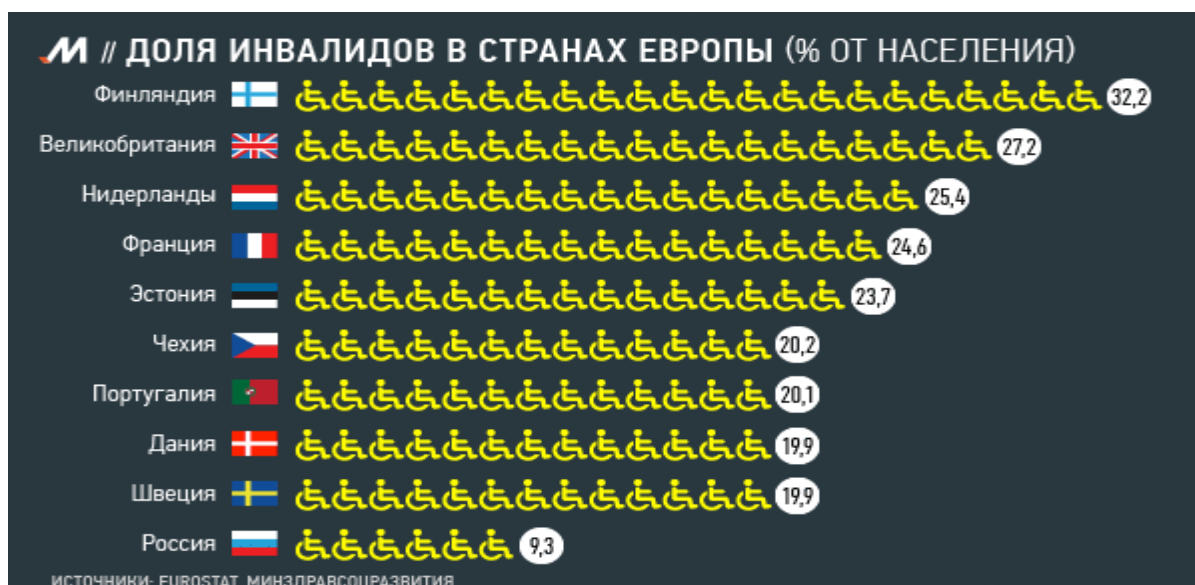 М // ДОЛЯ ИНВАЛИДОВ В СТРАНАХ ЕВРОПЫ (% ОТ НАСЕЛЕНИЯ)
Финляндия 32,2
Великобритания 27,2
Нидерланды 25,4
Франция 24,6
Эстония 23,7
Чехия 20,2
Португалия 20,1
Дания 19,9
Швеция 19,9
Россия 9,3
ИСТОЧНИКИ: EUROSTAT, МИНЗДРАВСОЦРАЗВИТИЯ